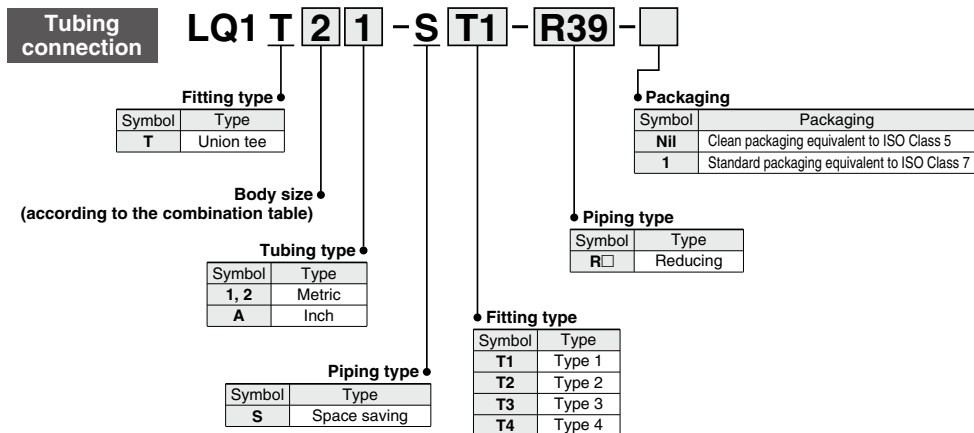 Tubing
connection
LQ1 T 2 1 - S T1 - R39 - □
Fitting type
Symbol Type
T Union tee
Body size
(according to the combination table)
Tubing type
Symbol Type
1, 2 Metric
A Inch
Piping type
Symbol Type
S Space saving
Fitting type
Symbol Type
T1 Type 1
T2 Type 2
T3 Type 3
T4 Type 4
Piping type
Symbol Type
R□ Reducing
Packaging
Symbol Packaging
Nil Clean packaging equivalent to ISO Class 5
1 Standard packaging equivalent to ISO Class 7